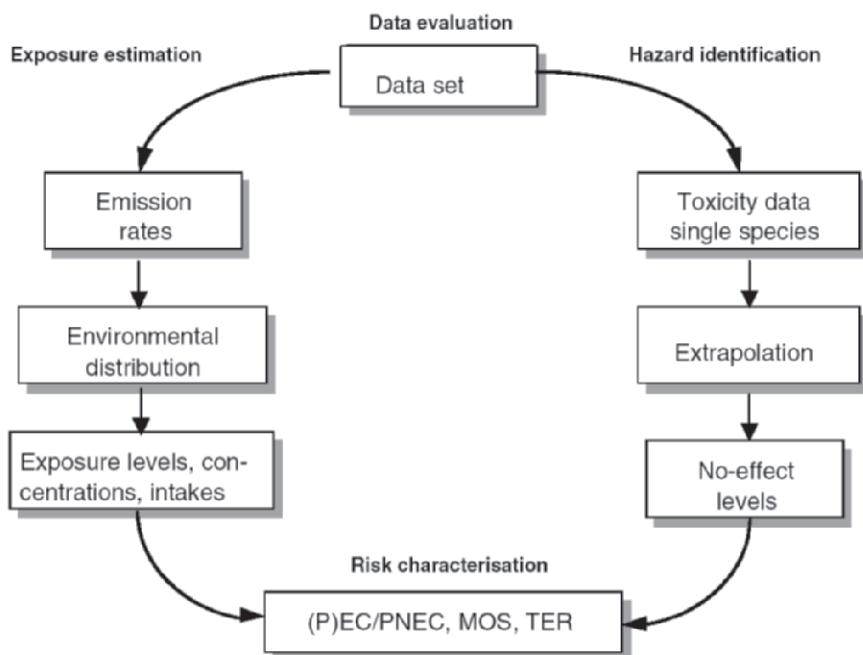 Data evaluation
Exposure estimation
Hazard identification
Data set
Emission
rates
Toxicity data
single species
Environmental
distribution
Extrapolation
Exposure levels, con-
centrations, intakes
No-effect
levels
Risk characterisation
(P)EC/PNEC, MOS, TER